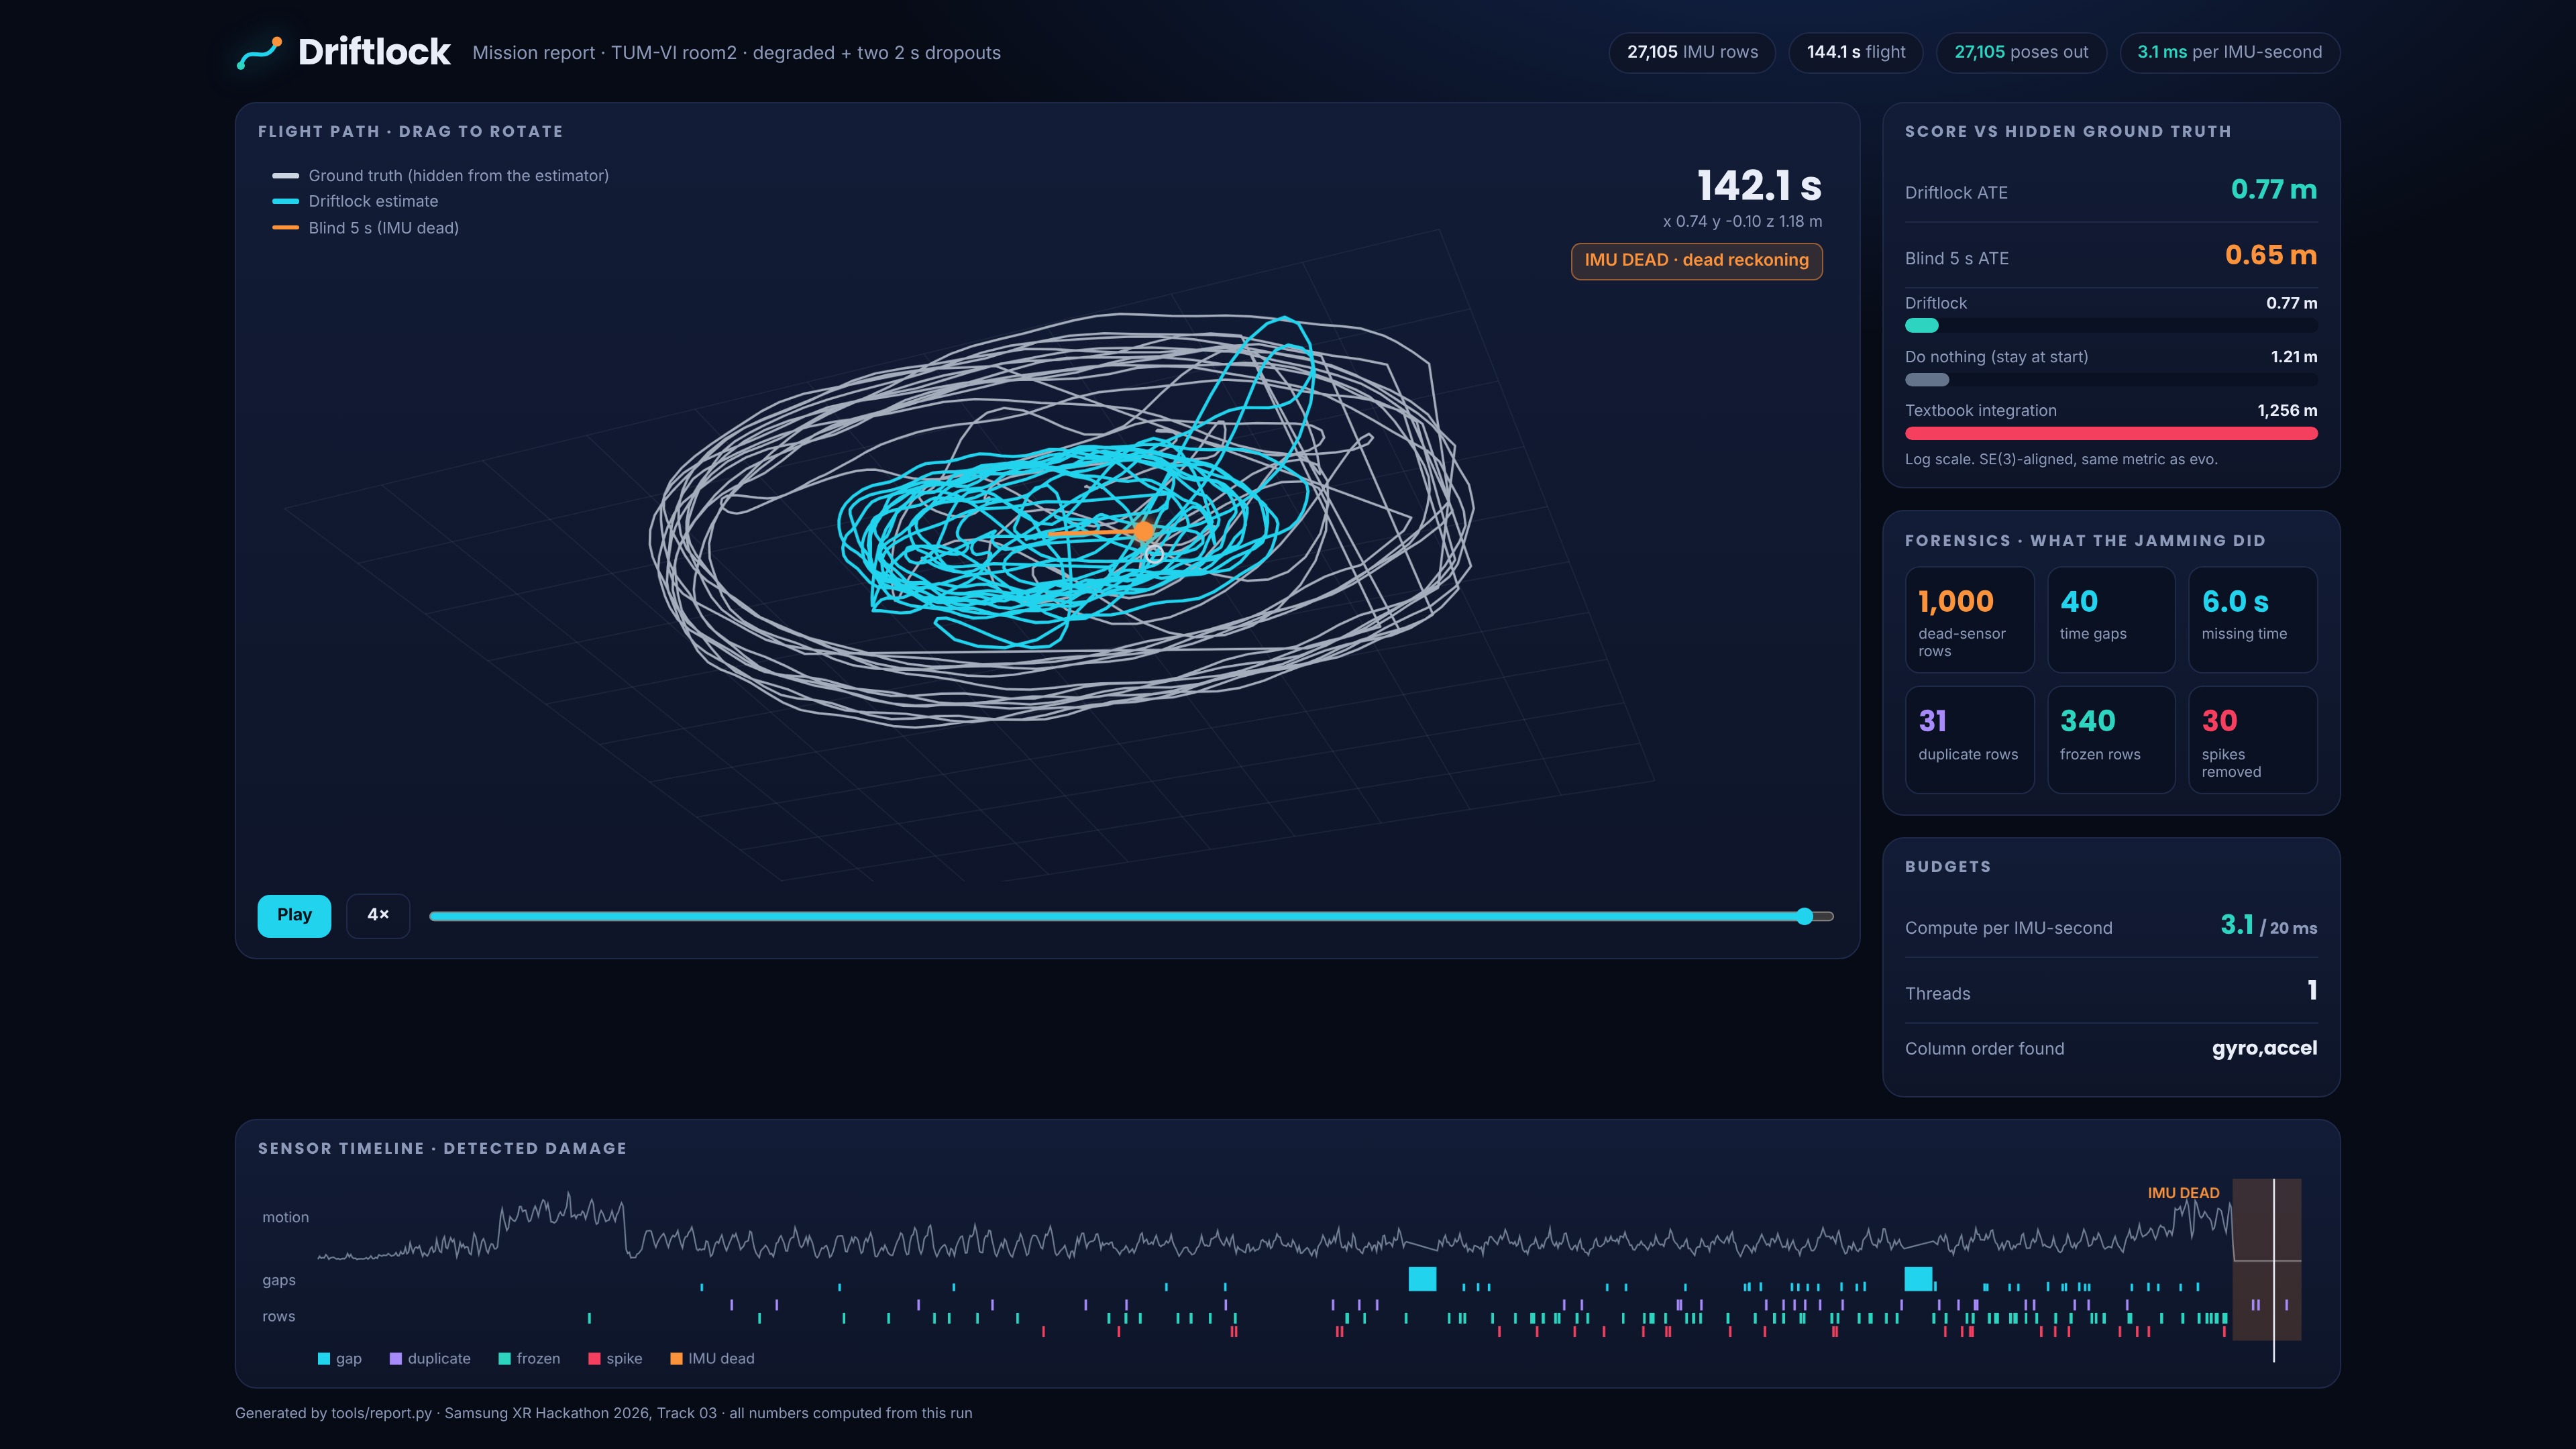 Driftlock
Mission report · TUM-VI room2 · degraded + two 2 s dropouts
27,105 IMU rows
144.1 s flight
27,105 poses out
3.1 ms per IMU-second
FLIGHT PATH · DRAG TO ROTATE
Ground truth (hidden from the estimator)
Driftlock estimate
Blind 5 s (IMU dead)
142.1 s
x 0.74 y -0.10 z 1.18 m
IMU DEAD · dead reckoning
Play
4×
SCORE VS HIDDEN GROUND TRUTH
Driftlock ATE 0.77 m
Blind 5 s ATE 0.65 m
Driftlock 0.77 m
Do nothing (stay at start) 1.21 m
Textbook integration 1,256 m
Log scale. SE(3)-aligned, same metric as evo.
FORENSICS · WHAT THE JAMMING DID
1,000
dead-sensor
rows
40
time gaps
6.0 s
missing time
31
duplicate rows
340
frozen rows
30
spikes
removed
BUDGETS
Compute per IMU-second 3.1 / 20 ms
Threads 1
Column order found gyro,accel
SENSOR TIMELINE · DETECTED DAMAGE
IMU DEAD
motion
gaps
rows
gap duplicate frozen spike IMU dead
Generated by tools/report.py · Samsung XR Hackathon 2026, Track 03 · all numbers computed from this run